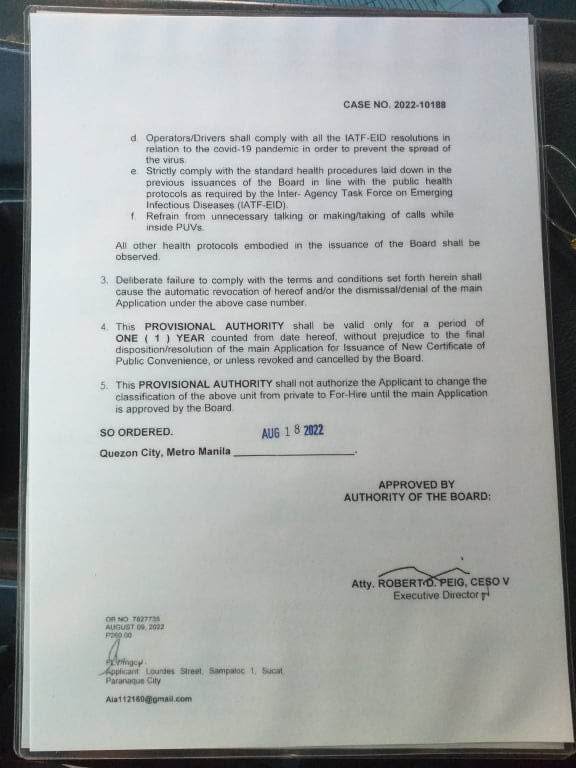 CASE NO. 2022-10188
d. Operators/Drivers shall comply with all the IATF-EID resolutions in
relation to the covid-19 pandemic in order to prevent the spread of
the virus.
e. Strictly comply with the standard health procedures laid down in the
previous issuances of the Board in line with the public health
protocols as required by the Inter- Agency Task Force on Emerging
Infectious Diseases (IATF-EID).
f. Refrain from unnecessary talking or making/taking of calls while
inside PUVs.
All other health protocols embodied in the issuance of the Board shall be
observed.
3. Deliberate failure to comply with the terms and conditions set forth herein shall
cause the automatic revocation of hereof and/or the dismissal/denial of the main
Application under the above case number.
4. This PROVISIONAL AUTHORITY shall be valid only for a period of
ONE ( 1 ) YEAR counted from date hereof, without prejudice to the final
disposition/resolution of the main Application for Issuance of New Certificate of
Public Convenience, or unless revoked and cancelled by the Board.
5. This PROVISIONAL AUTHORITY shall not authorize the Applicant to change the
classification of the above unit from private to For-Hire until the main Application
is approved by the Board.
SO ORDERED. AUG 18 2022
Quezon City, Metro Manila
APPROVED BY
AUTHORITY OF THE BOARD:
Atty. ROBERT D. PEIG, CESO V
Executive Director
OR NO. 7827735
AUGUST 09, 2022
P260.00
Applicant Lourdes Street, Sampaloc 1, Sucat,
Paranaque City
Aia112160@gmail.com